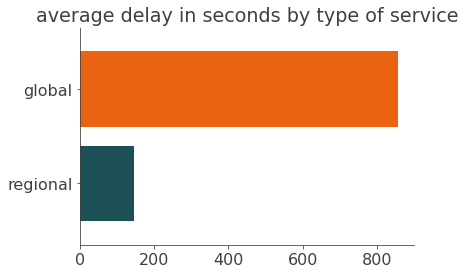 average delay in seconds by type of service
global
regional
0 200 400 600 800